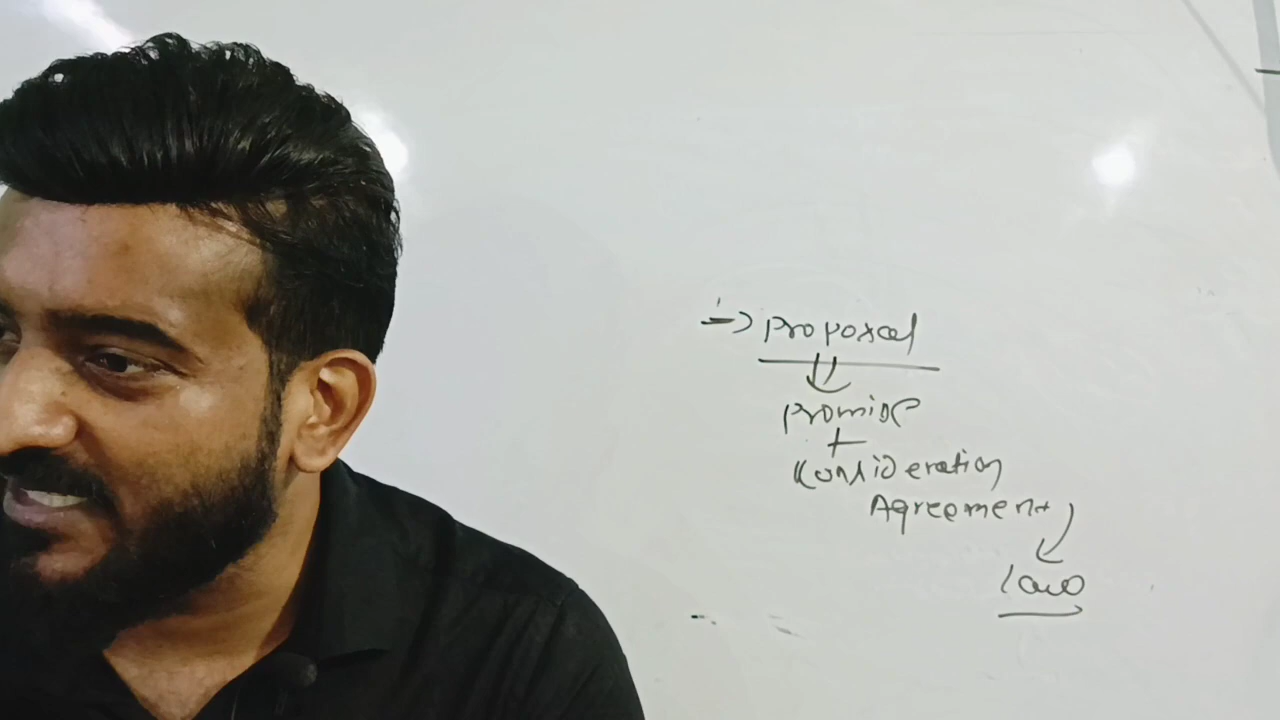 → proposal
promise
+
Consideration
Agreement
law